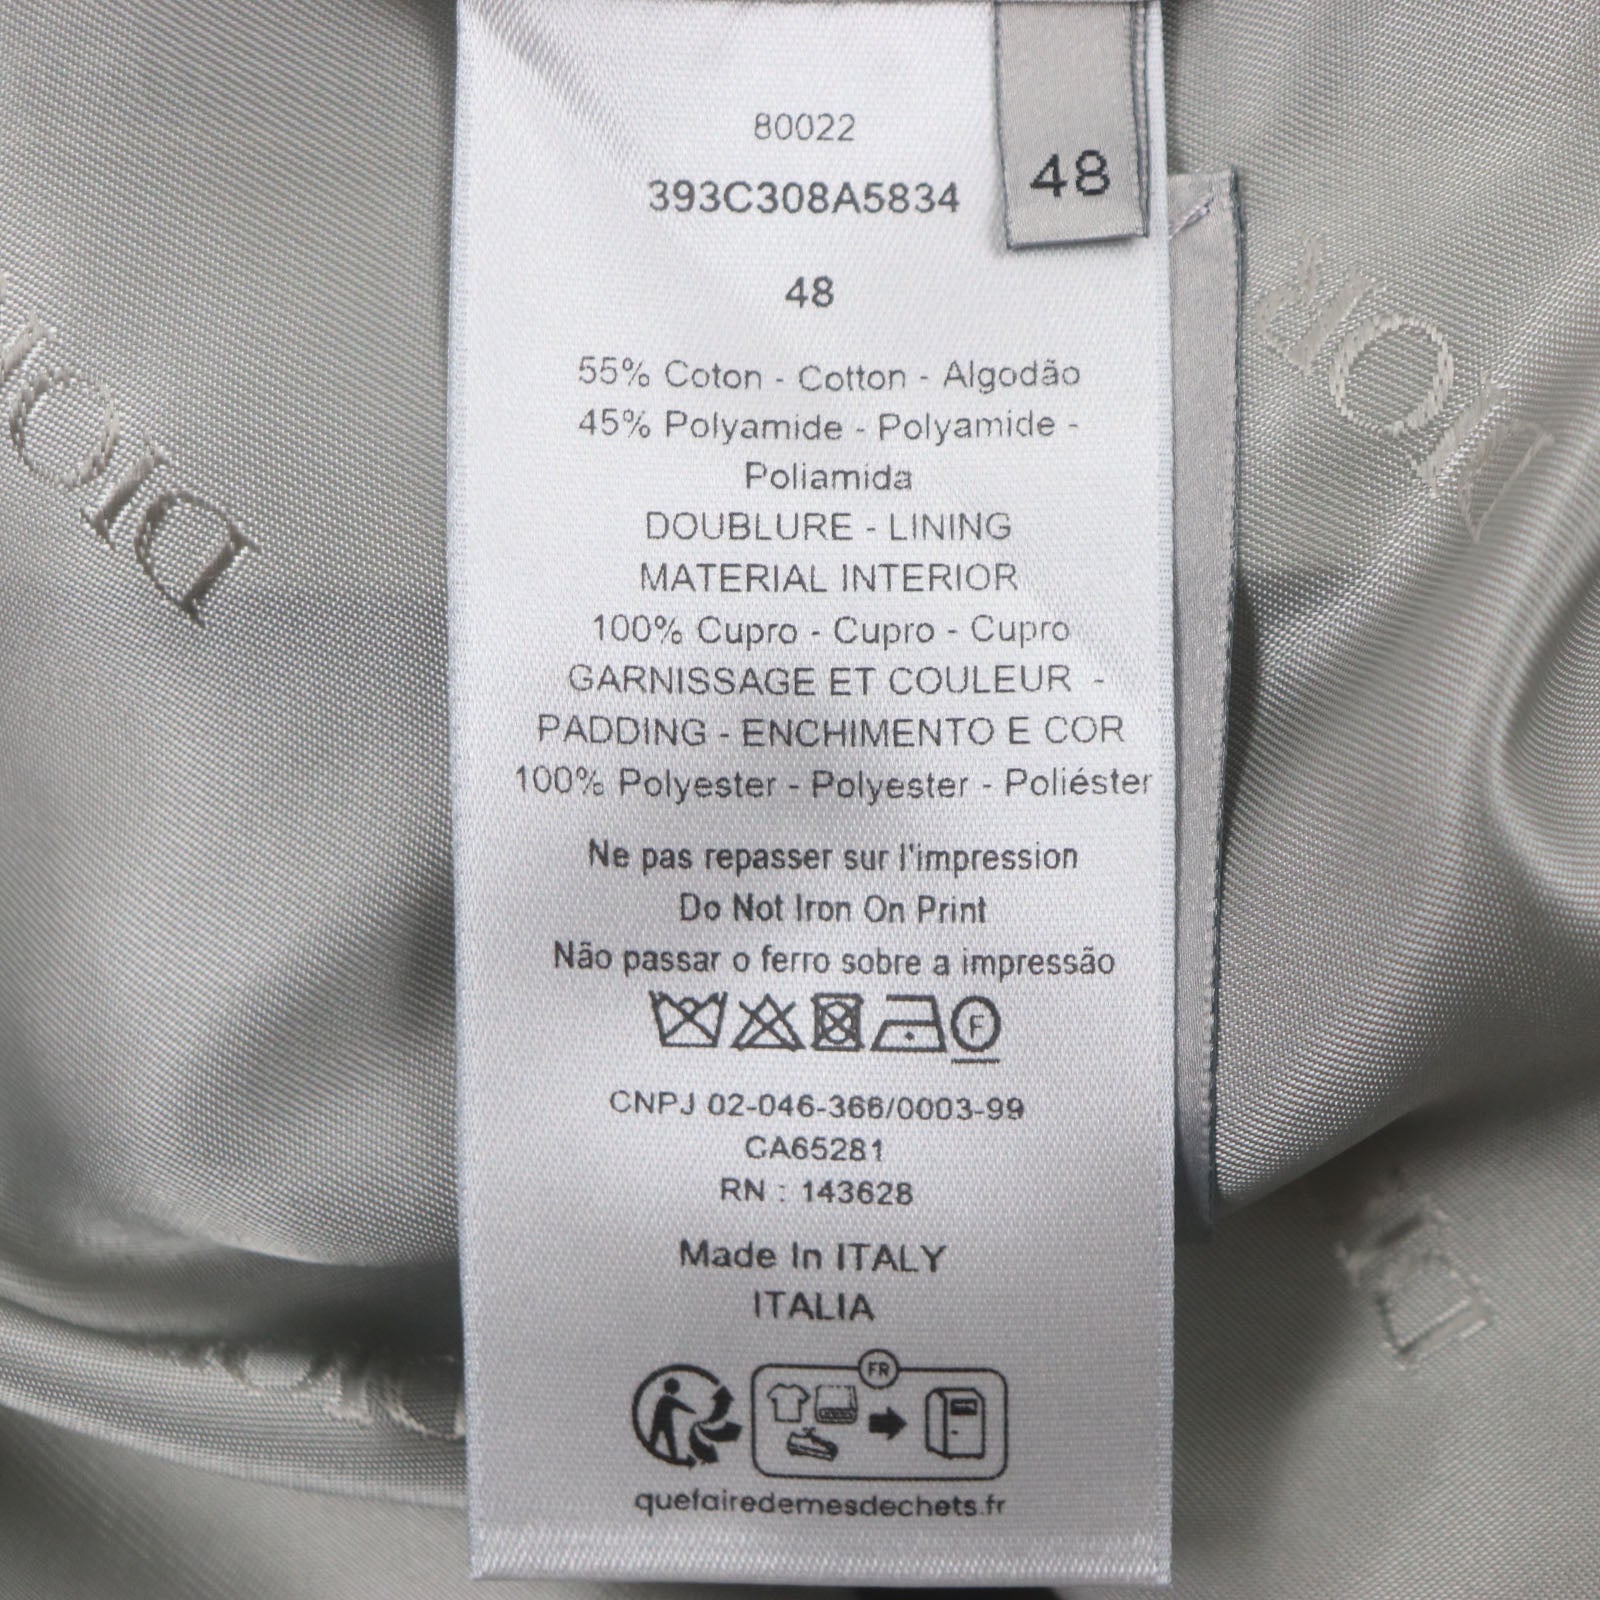 80022
393C308A5834
48
48
55% Coton - Cotton - Algodão
45% Polyamide - Polyamide -
Poliamida
DOUBLURE - LINING
MATERIAL INTERIOR
100% Cupro - Cupro - Cupro
GARNISSAGE ET COULEUR -
PADDING - ENCHIMENTO E COR
100% Polyester - Polyester - Poliéster
Ne pas repasser sur l'impression
Do Not Iron On Print
Não passar o ferro sobre a impressão
F
CNPJ 02-046-366/0003-99
CA65281
RN : 143628
Made In ITALY
ITALIA
FR
quefairedemesdechets.fr
DIOR
DIOR